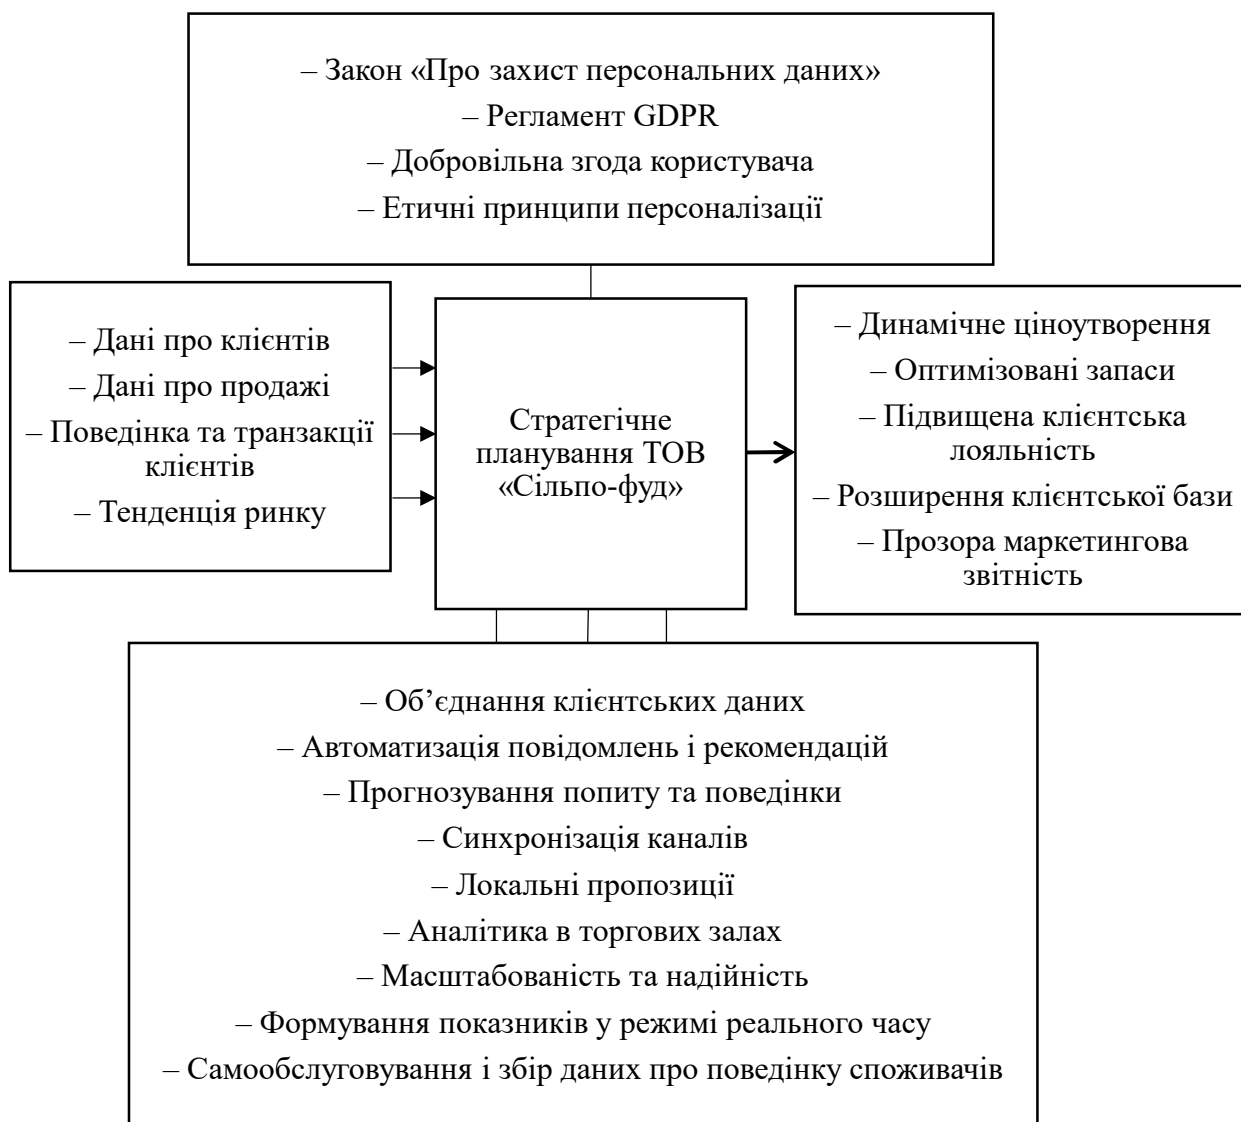 – Закон «Про захист персональних даних»
– Регламент GDPR
– Добровільна згода користувача
– Етичні принципи персоналізації
– Дані про клієнтів
– Дані про продажі
– Поведінка та транзакції
клієнтів
– Тенденція ринку
Стратегічне
планування ТОВ
«Сільпо-фуд»
– Динамічне ціноутворення
– Оптимізовані запаси
– Підвищена клієнтська
лояльність
– Розширення клієнтської бази
– Прозора маркетингова
звітність
– Об’єднання клієнтських даних
– Автоматизація повідомлень і рекомендацій
– Прогнозування попиту та поведінки
– Синхронізація каналів
– Локальні пропозиції
– Аналітика в торгових залах
– Масштабованість та надійність
– Формування показників у режимі реального часу
– Самообслуговування і збір даних про поведінку споживачів